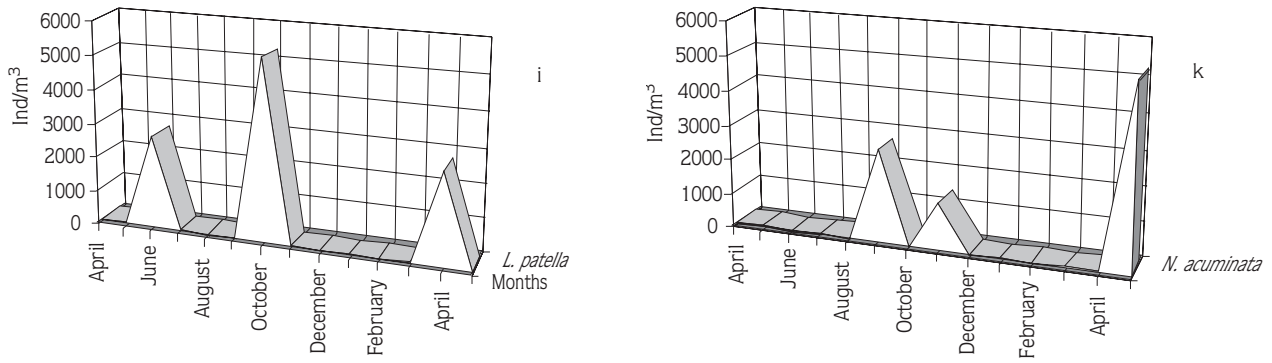 6000
5000
4000
3000
2000
1000
0
Ind/m³
April
June
August
October
December
February
April
L. patella
Months
i
6000
5000
4000
3000
2000
1000
0
Ind/m³
April
June
August
October
December
February
April
N. acuminata
k